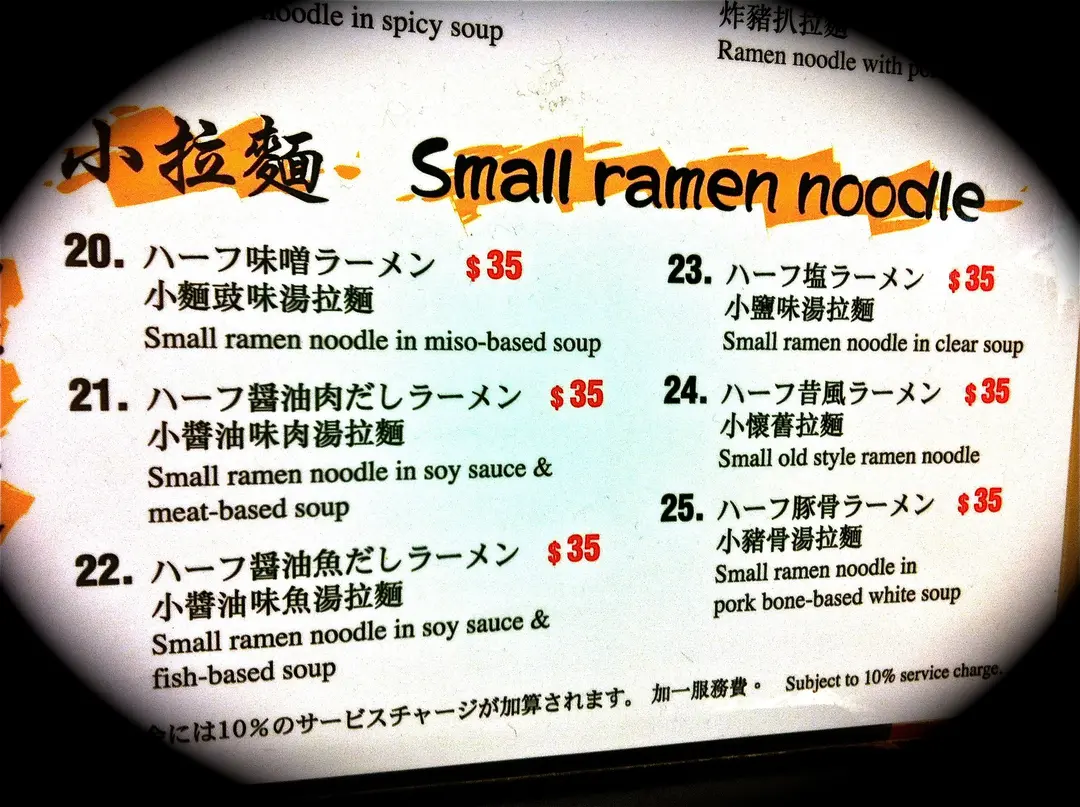 noodle in spicy soup
炸豬扒拉麵
Ramen noodle with
小拉麵 Small ramen noodle
20. ハーフ味噌ラーメン $35
小麵豉味湯拉麵
Small ramen noodle in miso-based soup
21. ハーフ醤油肉だしラーメン $35
小醬油味肉湯拉麵
Small ramen noodle in soy sauce &
meat-based soup
22. ハーフ醤油魚だしラーメン $35
小醬油味魚湯拉麵
Small ramen noodle in soy sauce &
fish-based soup
23. ハーフ塩ラーメン $35
小鹽味湯拉麵
Small ramen noodle in clear soup
24. ハーフ昔風ラーメン $35
小懷舊拉麵
Small old style ramen noodle
25. ハーフ豚骨ラーメン $35
小豬骨湯拉麵
Small ramen noodle in
pork bone-based white soup
には10%のサービスチャージが加算されます。 加一服務費。 Subject to 10% service charge.